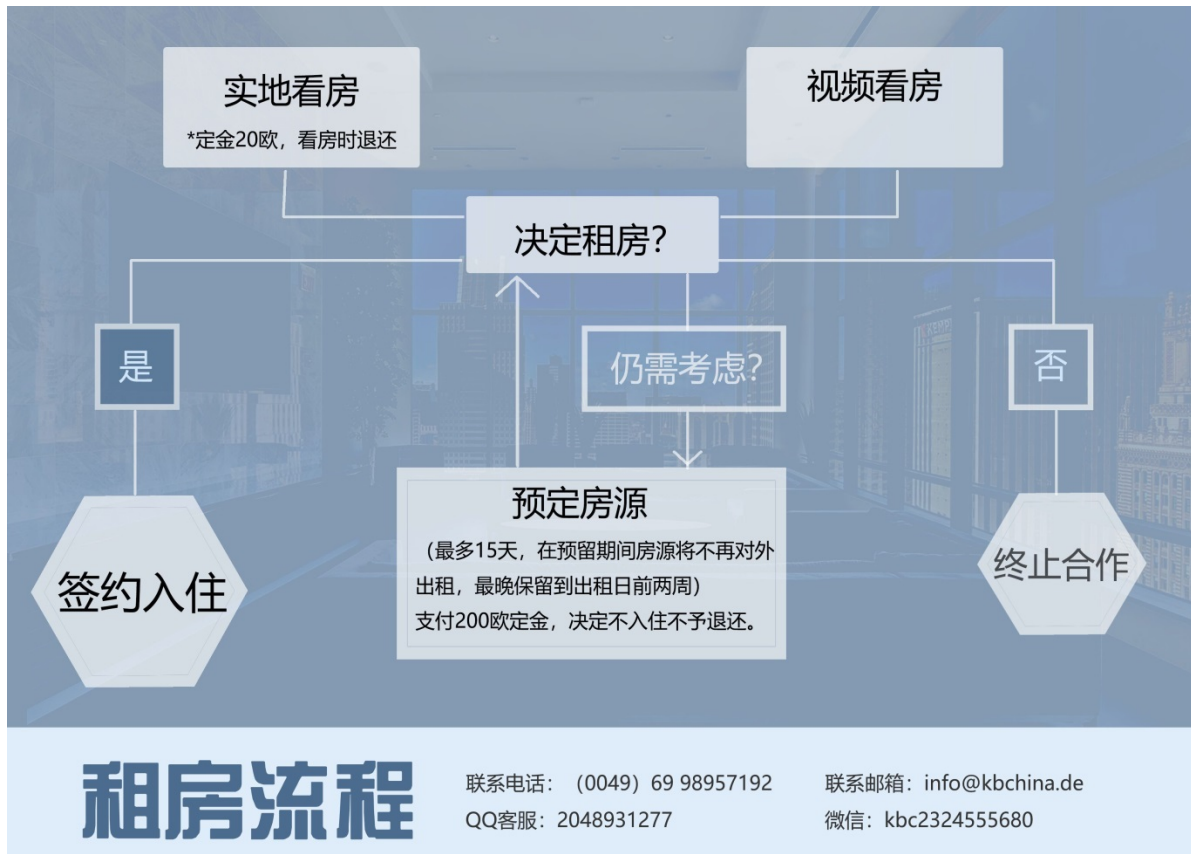 实地看房
*定金20欧，看房时退还
视频看房
决定租房?
是
仍需考虑?
否
预定房源
（最多15天，在预留期间房源将不再对外
出租，最晚保留到出租日前两周）
支付200欧定金，决定不入住不予退还。
签约入住
终止合作
租房流程
联系电话：（0049）69 98957192
联系邮箱：info@kbchina.de
QQ客服：2048931277
微信：kbc2324555680